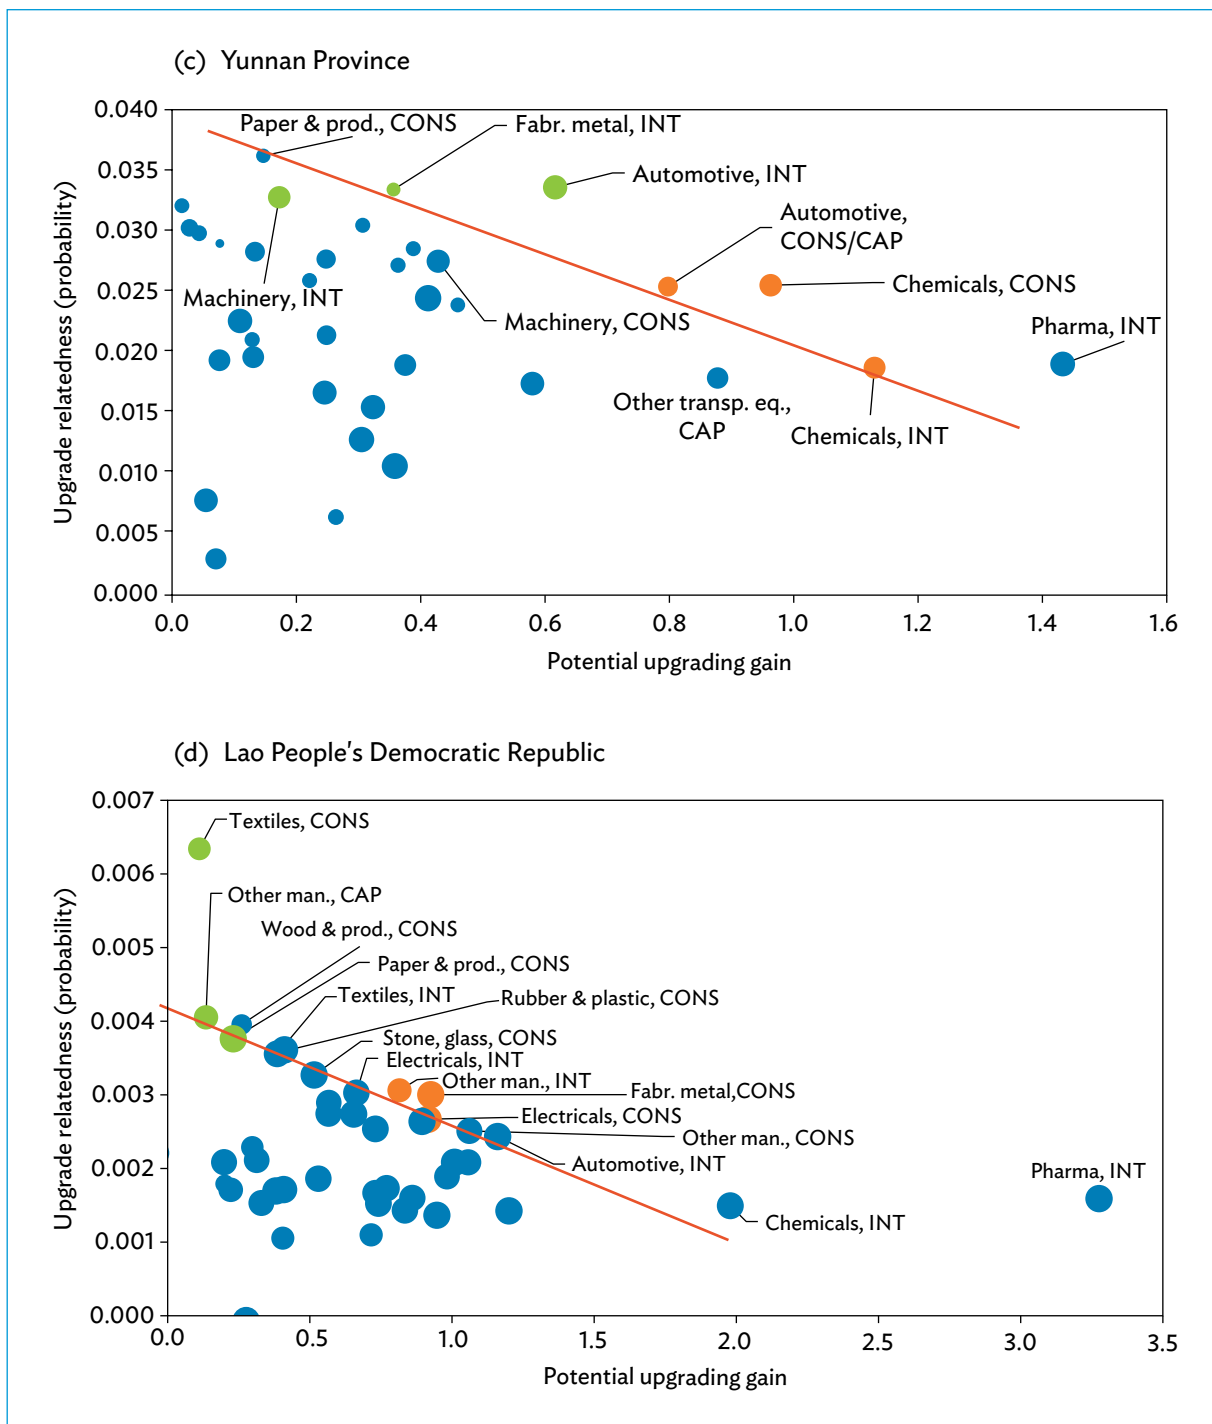 (c) Yunnan Province
0.040
0.035
0.030
0.025
0.020
0.015
0.010
0.005
0.000
Upgrade relatedness (probability)
Paper & prod., CONS
Fabr. metal, INT
Automotive, INT
Automotive,
CONS/CAP
Chemicals, CONS
Machinery, INT
Machinery, CONS
Pharma, INT
Other transp. eq.,
CAP
Chemicals, INT
0.0 0.2 0.4 0.6 0.8 1.0 1.2 1.4 1.6
Potential upgrading gain
(d) Lao People's Democratic Republic
0.007
0.006
0.005
0.004
0.003
0.002
0.001
0.000
Upgrade relatedness (probability)
Textiles, CONS
Other man., CAP
Wood & prod., CONS
Paper & prod., CONS
Textiles, INT
Rubber & plastic, CONS
Stone, glass, CONS
Electricals, INT
Other man., INT
Fabr. metal,CONS
Electricals, CONS
Other man., CONS
Automotive, INT
Pharma, INT
Chemicals, INT
0.0 0.5 1.0 1.5 2.0 2.5 3.0 3.5
Potential upgrading gain